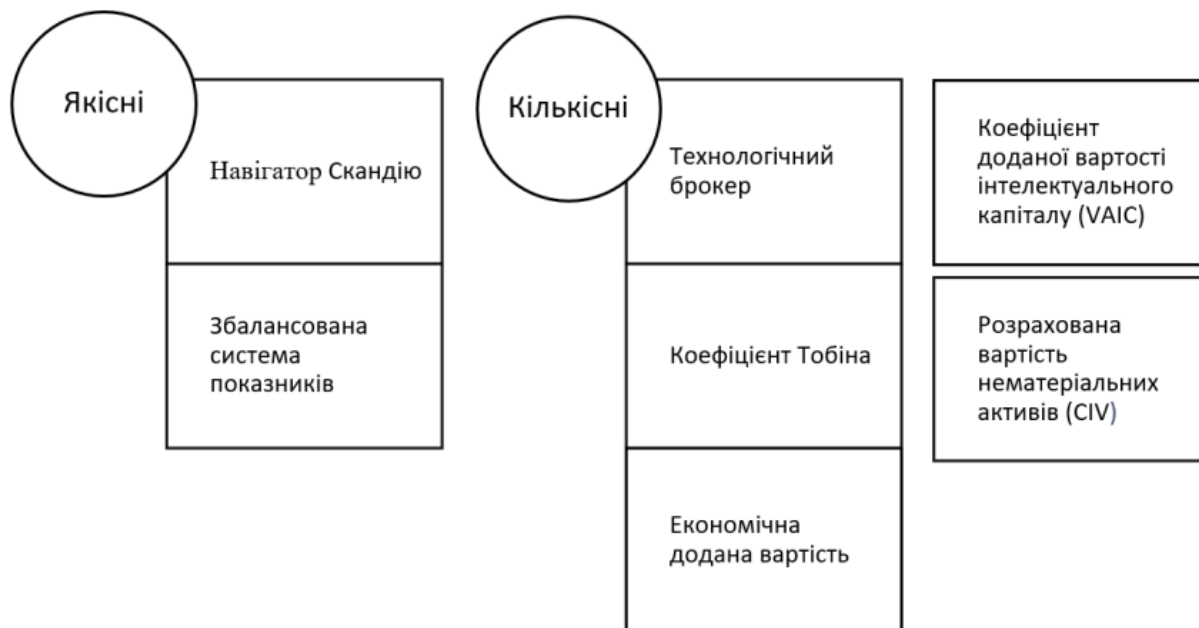 Якісні
Навігатор Скандію
Збалансована
система
показників
Кількісні
Технологічний
брокер
Коефіцієнт Тобіна
Економічна
додана вартість
Коефіцієнт
доданої вартості
інтелектуального
капіталу (VAIC)
Розрахована
вартість
нематеріальних
активів (CIV)